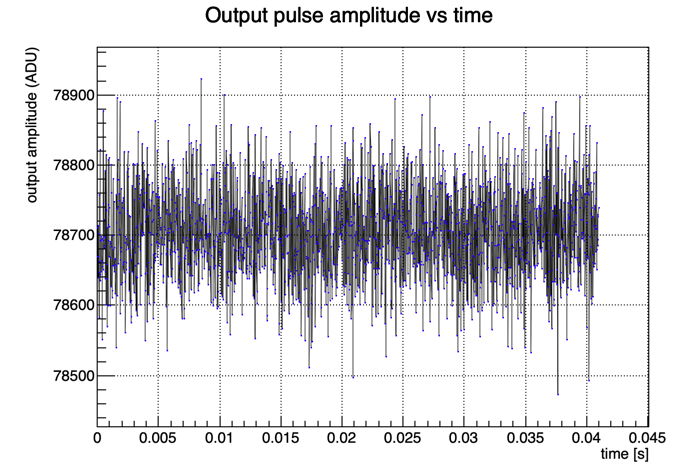 Output pulse amplitude vs time
output amplitude (ADU)
78900
78800
78700
78600
78500
0 0.005 0.01 0.015 0.02 0.025 0.03 0.035 0.04 0.045
time [s]